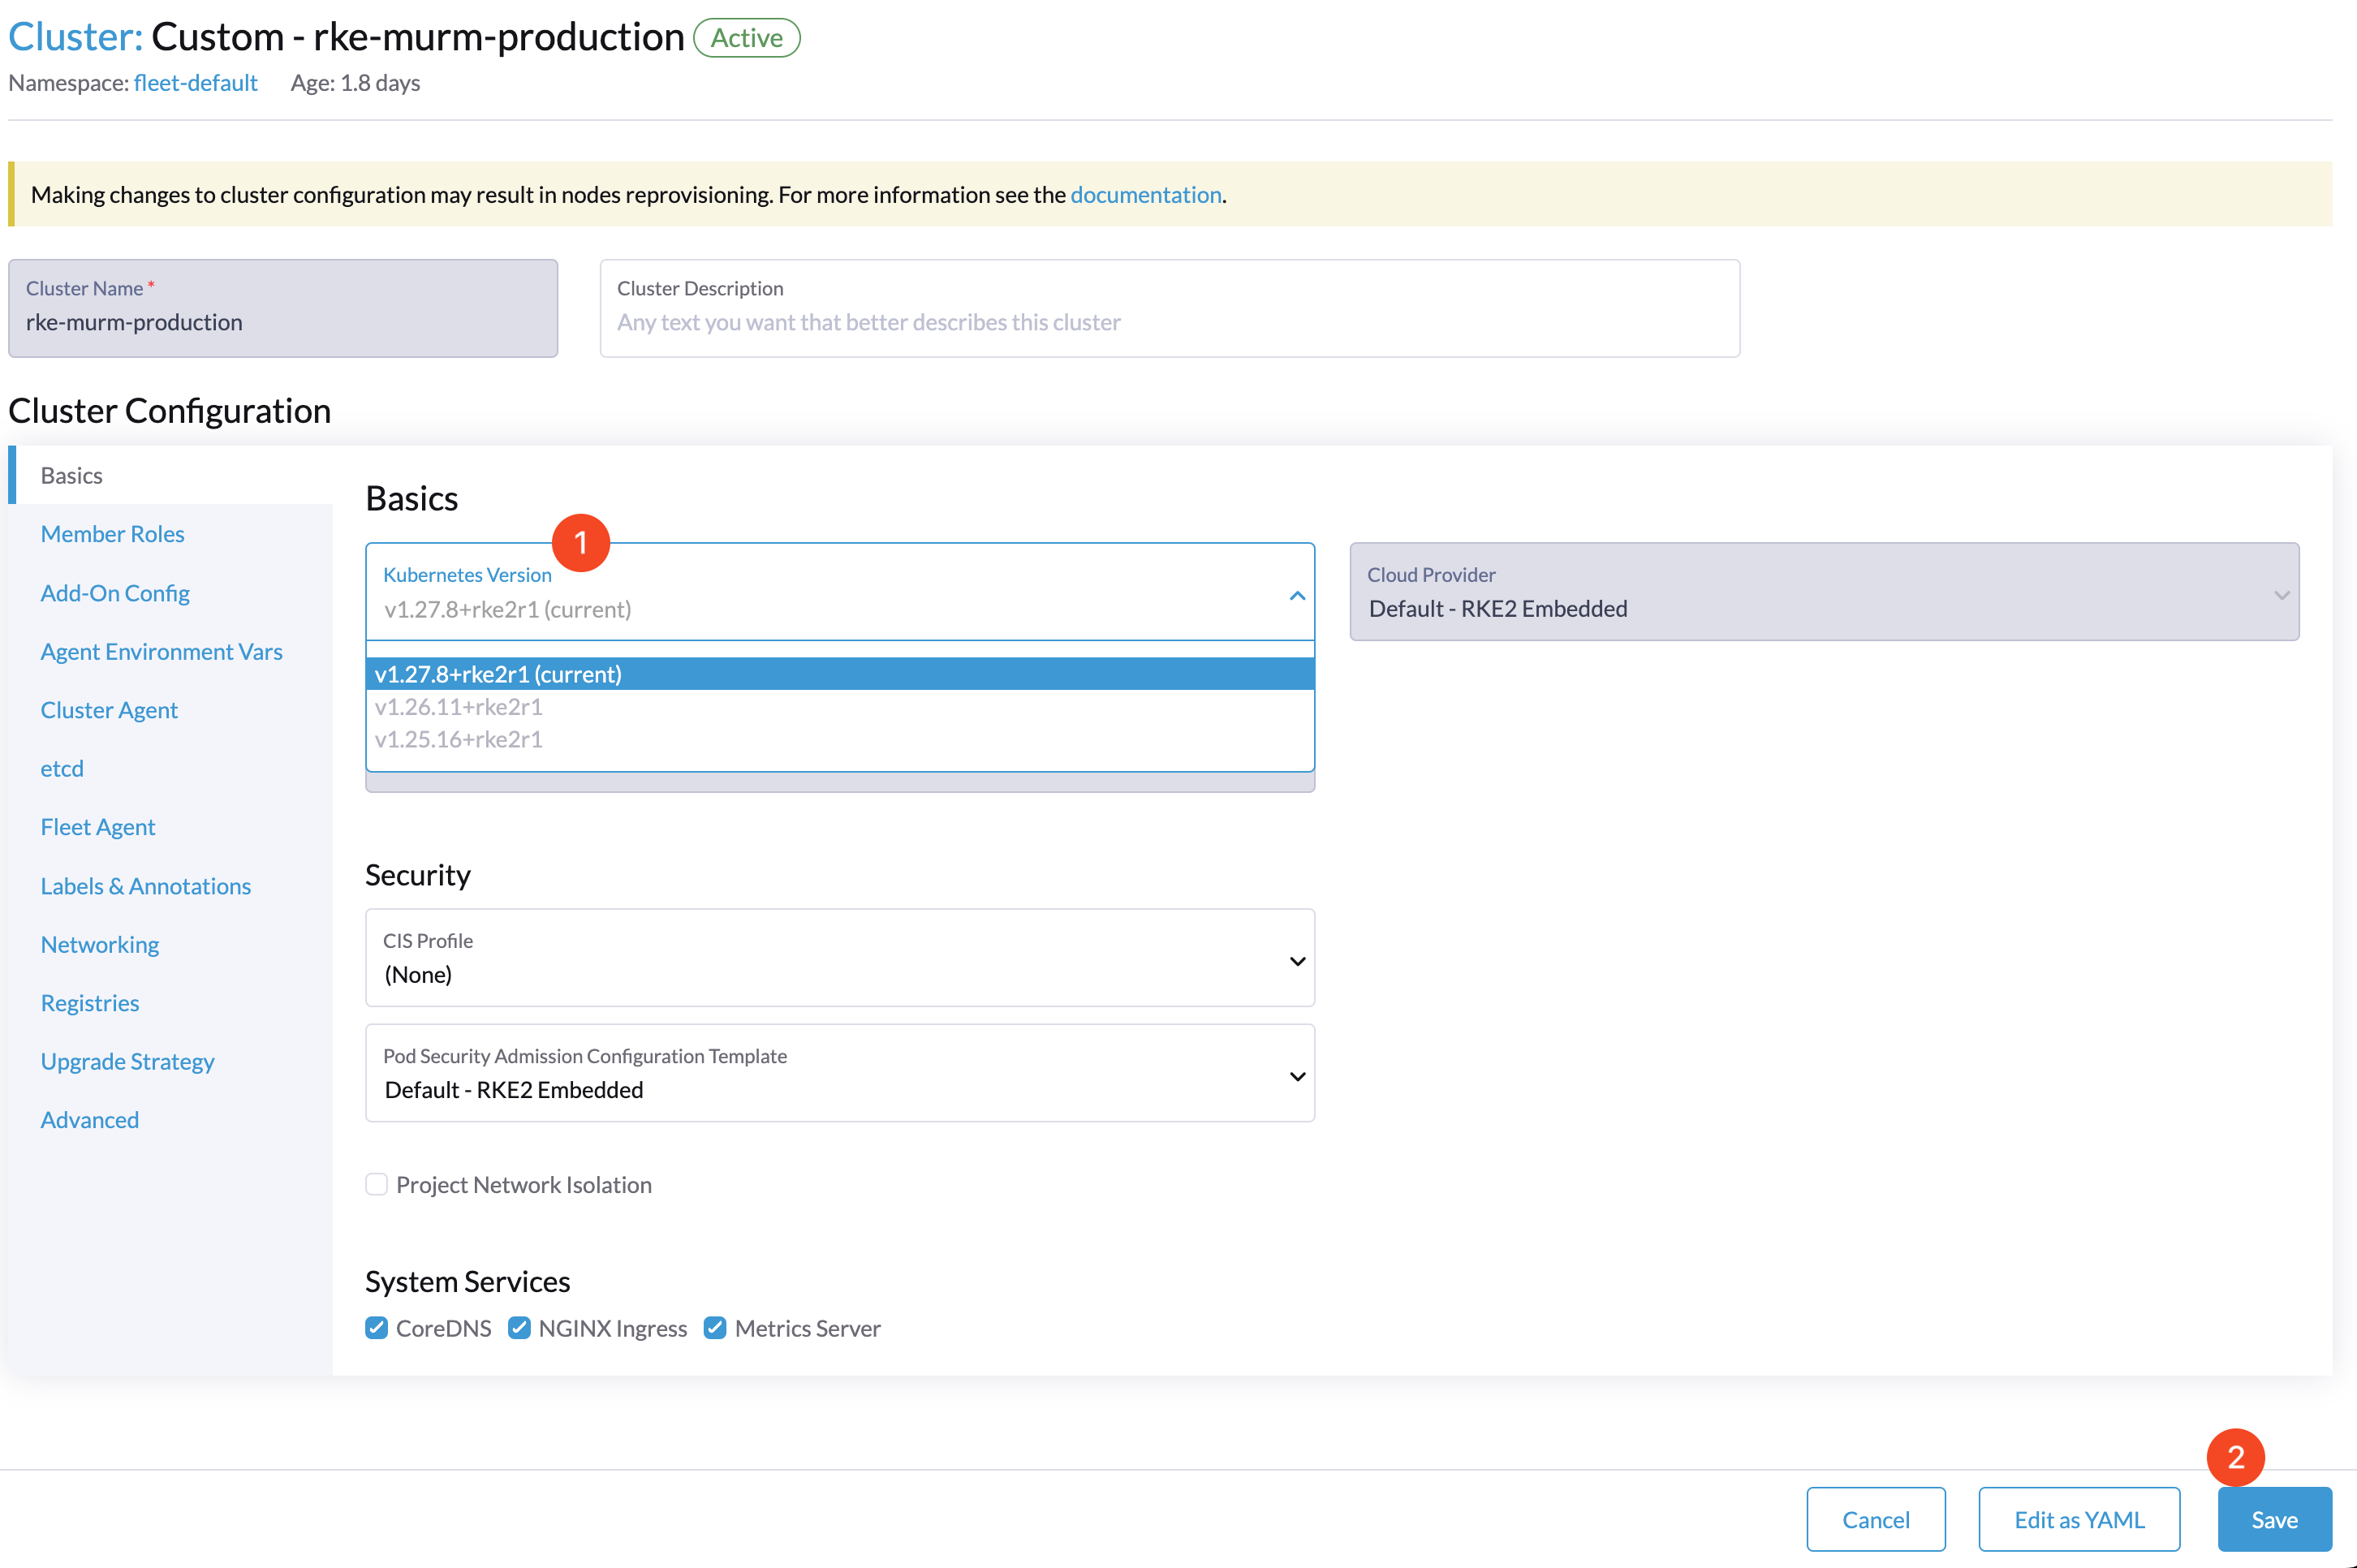 Cluster: Custom - rke-murm-production Active
Namespace: fleet-default Age: 1.8 days
Making changes to cluster configuration may result in nodes reprovisioning. For more information see the documentation.
Cluster Name *
rke-murm-production
Cluster Description
Any text you want that better describes this cluster
Cluster Configuration
Basics
Member Roles
Add-On Config
Agent Environment Vars
Cluster Agent
etcd
Fleet Agent
Labels & Annotations
Networking
Registries
Upgrade Strategy
Advanced
Basics
1
Kubernetes Version
v1.27.8+rke2r1 (current)
v1.27.8+rke2r1 (current)
v1.26.11+rke2r1
v1.25.16+rke2r1
Cloud Provider
Default - RKE2 Embedded
Security
CIS Profile
(None)
Pod Security Admission Configuration Template
Default - RKE2 Embedded
Project Network Isolation
System Services
CoreDNS NGINX Ingress Metrics Server
2
Cancel Edit as YAML Save